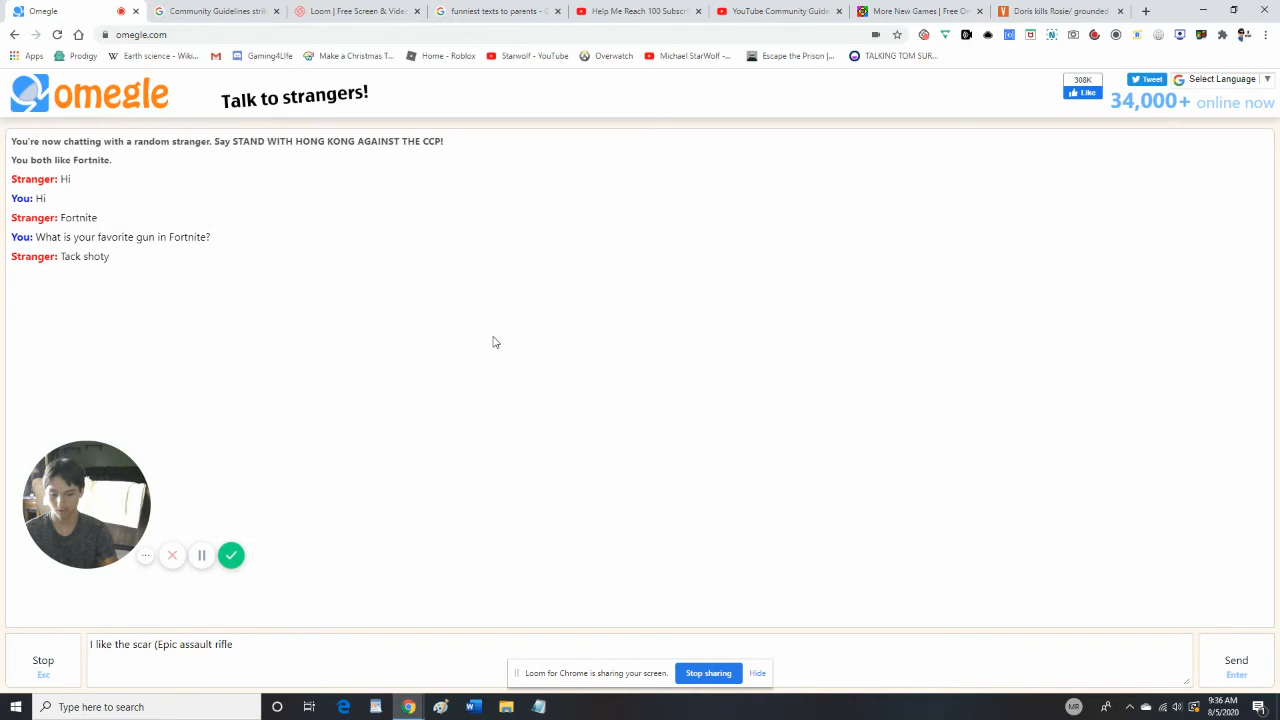 Omegle
Community Guidelines stri
Loom | Free Screen & Video
funnest texts to parents - G
Help Me Reach 100 Subscr
YouTube Community Guide
More New Games | Free O
Doris kills Rosie/ grounded
omegle.com
Apps
Prodigy
Earth science - Wiki...
Gaming4Life
Make a Christmas T...
Home - Roblox
Starwolf - YouTube
Overwatch
Michael StarWolf -...
Escape the Prison |...
TALKING TOM SUR...
omegle
Talk to strangers!
308K
Like
Tweet
Select Language
34,000+ online now
You're now chatting with a random stranger. Say STAND WITH HONG KONG AGAINST THE CCP!
You both like Fortnite.
Stranger: Hi
You: Hi
Stranger: Fortnite
You: What is your favorite gun in Fortnite?
Stranger: Tack shoty
I like the scar (Epic assault rifle
Stop
Esc
Loom for Chrome is sharing your screen.
Stop sharing
Hide
Send
Enter
Type here to search
MR
9:36 AM
8/5/2020